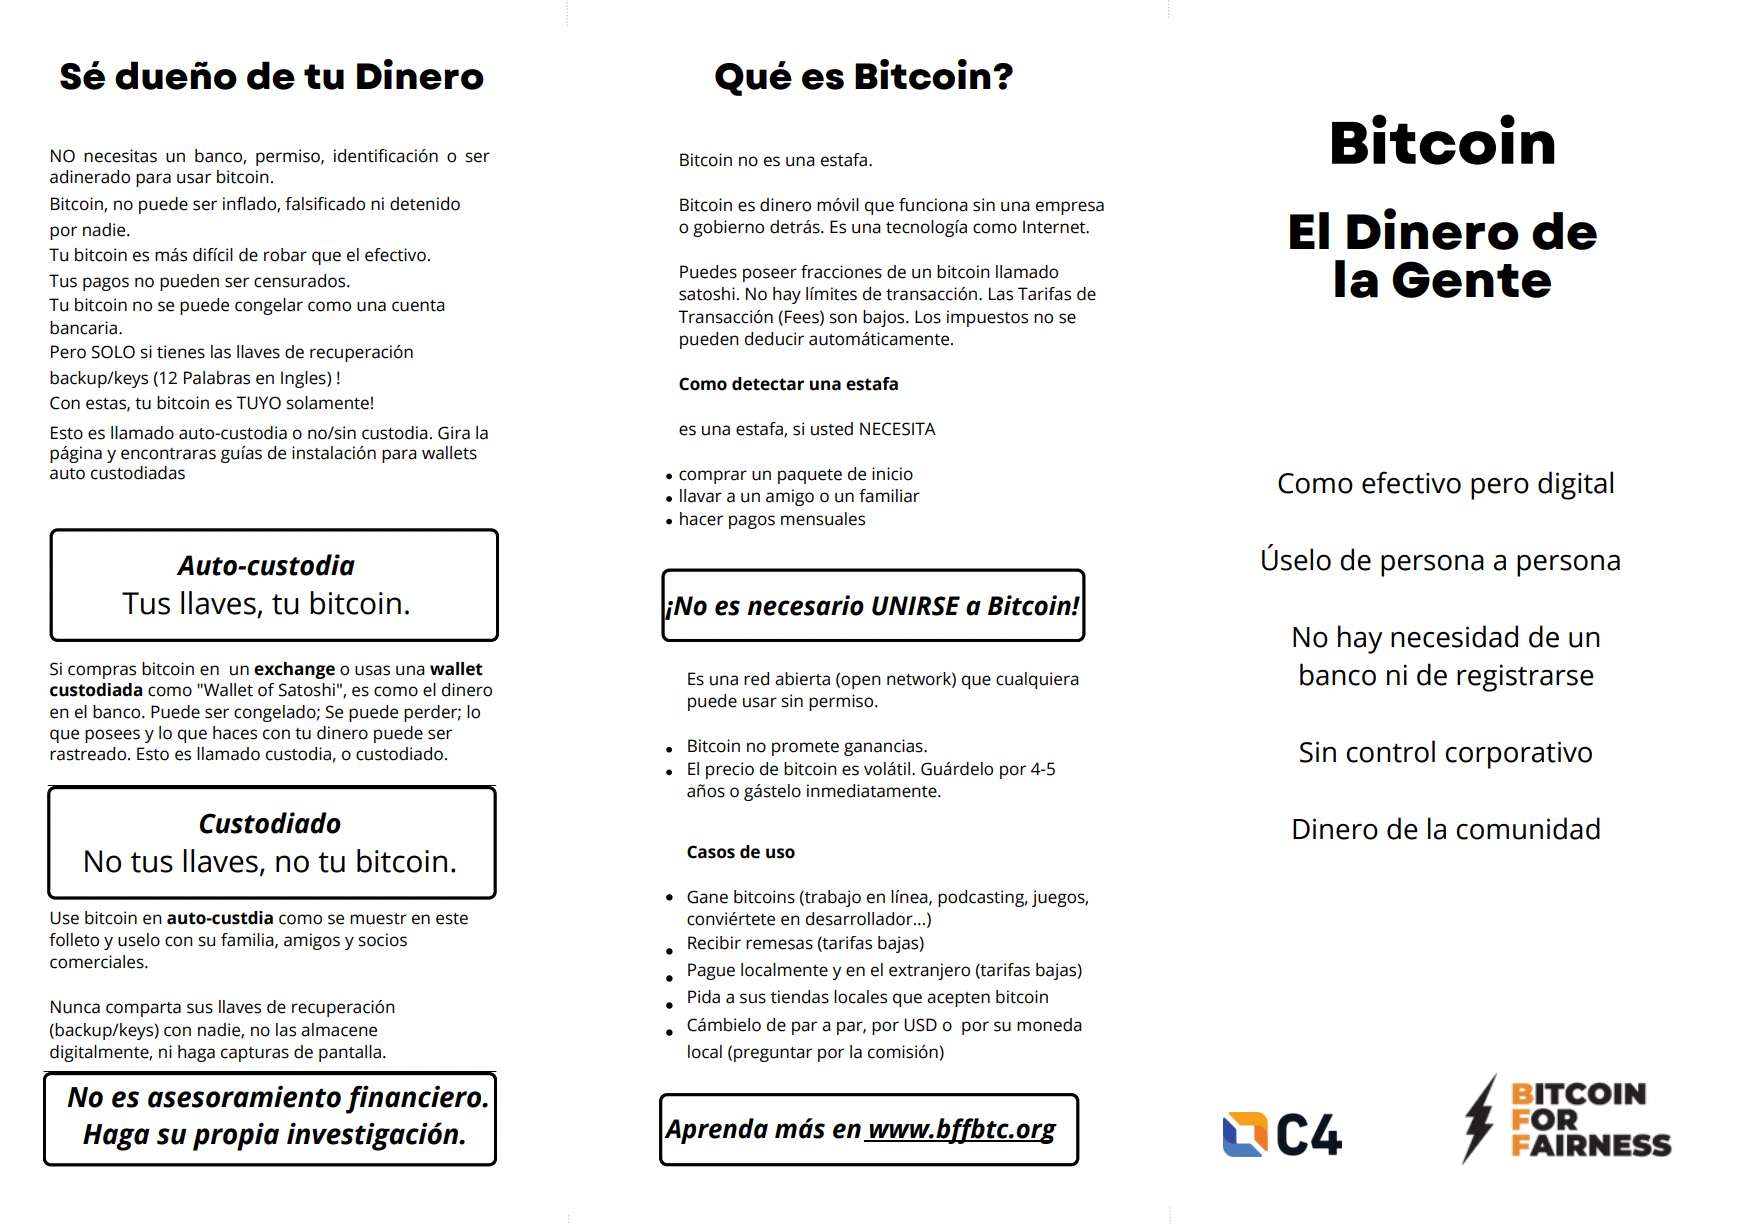 Sé dueño de tu Dinero
NO necesitas un banco, permiso, identificación o ser
adinerado para usar bitcoin.
Bitcoin, no puede ser inflado, falsificado ni detenido
por nadie.
Tu bitcoin es más difícil de robar que el efectivo.
Tus pagos no pueden ser censurados.
Tu bitcoin no se puede congelar como una cuenta
bancaria.
Pero SOLO si tienes las llaves de recuperación
backup/keys (12 Palabras en Ingles) !
Con estas, tu bitcoin es TUYO solamente!
Esto es llamado auto-custodia o no/sin custodia. Gira la
página y encontraras guías de instalación para wallets
auto custodiadas
Auto-custodia
Tus llaves, tu bitcoin.
Si compras bitcoin en un exchange o usas una wallet
custodiada como "Wallet of Satoshi", es como el dinero
en el banco. Puede ser congelado; Se puede perder; lo
que posees y lo que haces con tu dinero puede ser
rastreado. Esto es llamado custodia, o custodiado.
Custodiado
No tus llaves, no tu bitcoin.
Use bitcoin en auto-custdia como se muestr en este
folleto y uselo con su familia, amigos y socios
comerciales.
Nunca comparta sus llaves de recuperación
(backup/keys) con nadie, no las almacene
digitalmente, ni haga capturas de pantalla.
No es asesoramiento financiero.
Haga su propia investigación.
Qué es Bitcoin?
Bitcoin no es una estafa.
Bitcoin es dinero móvil que funciona sin una empresa
o gobierno detrás. Es una tecnología como Internet.
Puedes poseer fracciones de un bitcoin llamado
satoshi. No hay límites de transacción. Las Tarifas de
Transacción (Fees) son bajos. Los impuestos no se
pueden deducir automáticamente.
Como detectar una estafa
es una estafa, si usted NECESITA
• comprar un paquete de inicio
• llavar a un amigo o un familiar
• hacer pagos mensuales
¡No es necesario UNIRSE a Bitcoin!
Es una red abierta (open network) que cualquiera
puede usar sin permiso.
• Bitcoin no promete ganancias.
• El precio de bitcoin es volátil. Guárdelo por 4-5
años o gástelo inmediatamente.
Casos de uso
• Gane bitcoins (trabajo en línea, podcasting, juegos,
conviértete en desarrollador...)
• Recibir remesas (tarifas bajas)
• Pague localmente y en el extranjero (tarifas bajas)
• Pida a sus tiendas locales que acepten bitcoin
• Cámbielo de par a par, por USD o por su moneda
local (preguntar por la comisión)
Aprenda más en www.bffbtc.org
Bitcoin
El Dinero de
la Gente
Como efectivo pero digital
Úselo de persona a persona
No hay necesidad de un
banco ni de registrarse
Sin control corporativo
Dinero de la comunidad
C4
BITCOIN
FOR
FAIRNESS